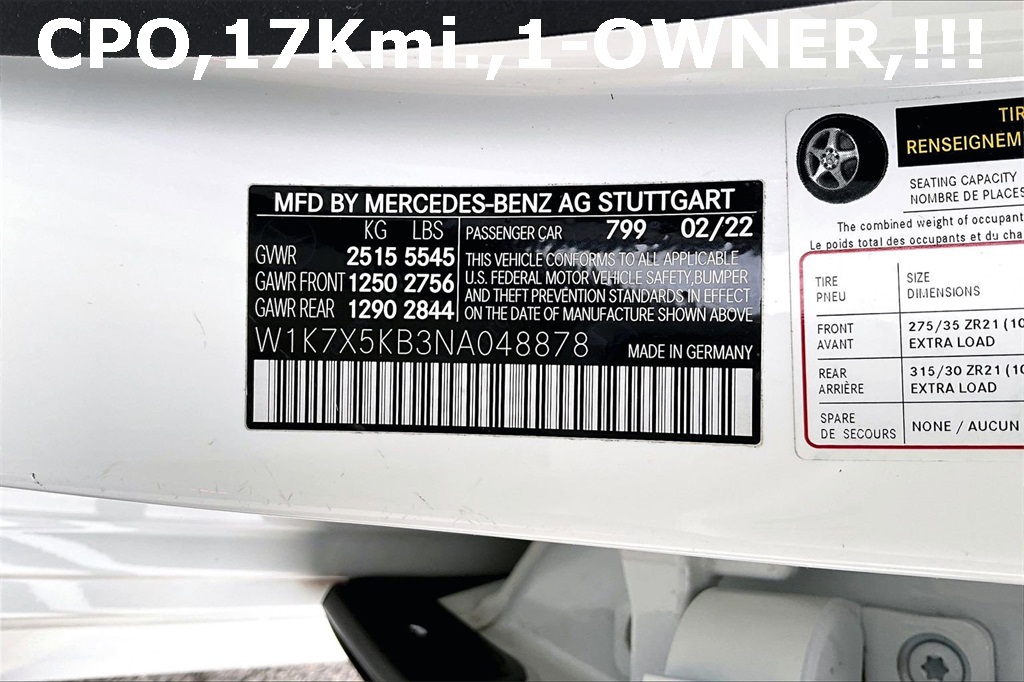 CPO,17Kmi.,1-OWNER,!!!
MFD BY MERCEDES-BENZ AG STUTTGART
KG LBS
GVWR 2515 5545
GAWR FRONT 1250 2756
GAWR REAR 1290 2844
PASSENGER CAR 799 02/22
THIS VEHICLE CONFORMS TO ALL APPLICABLE
U.S. FEDERAL MOTOR VEHICLE SAFETY,BUMPER
AND THEFT PREVENTION STANDARDS IN EFFECT
ON THE DATE OF MANUFACTURE SHOWN ABOVE
W1K7X5KB3NA048878 MADE IN GERMANY
TIR
RENSEIGNEM
SEATING CAPACITY
NOMBRE DE PLACES
The combined weight of occupant
Le poids total des occupants et du cha
TIRE
PNEU
SIZE
DIMENSIONS
FRONT
AVANT
275/35 ZR21 (10
EXTRA LOAD
REAR
ARRIÈRE
315/30 ZR21 (10
EXTRA LOAD
SPARE
DE SECOURS
NONE / AUCUN